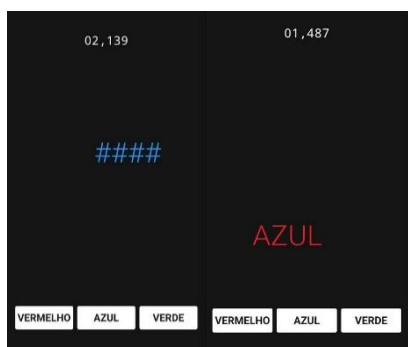 02,139
####
VERMELHO AZUL VERDE
01,487
AZUL
VERMELHO AZUL VERDE